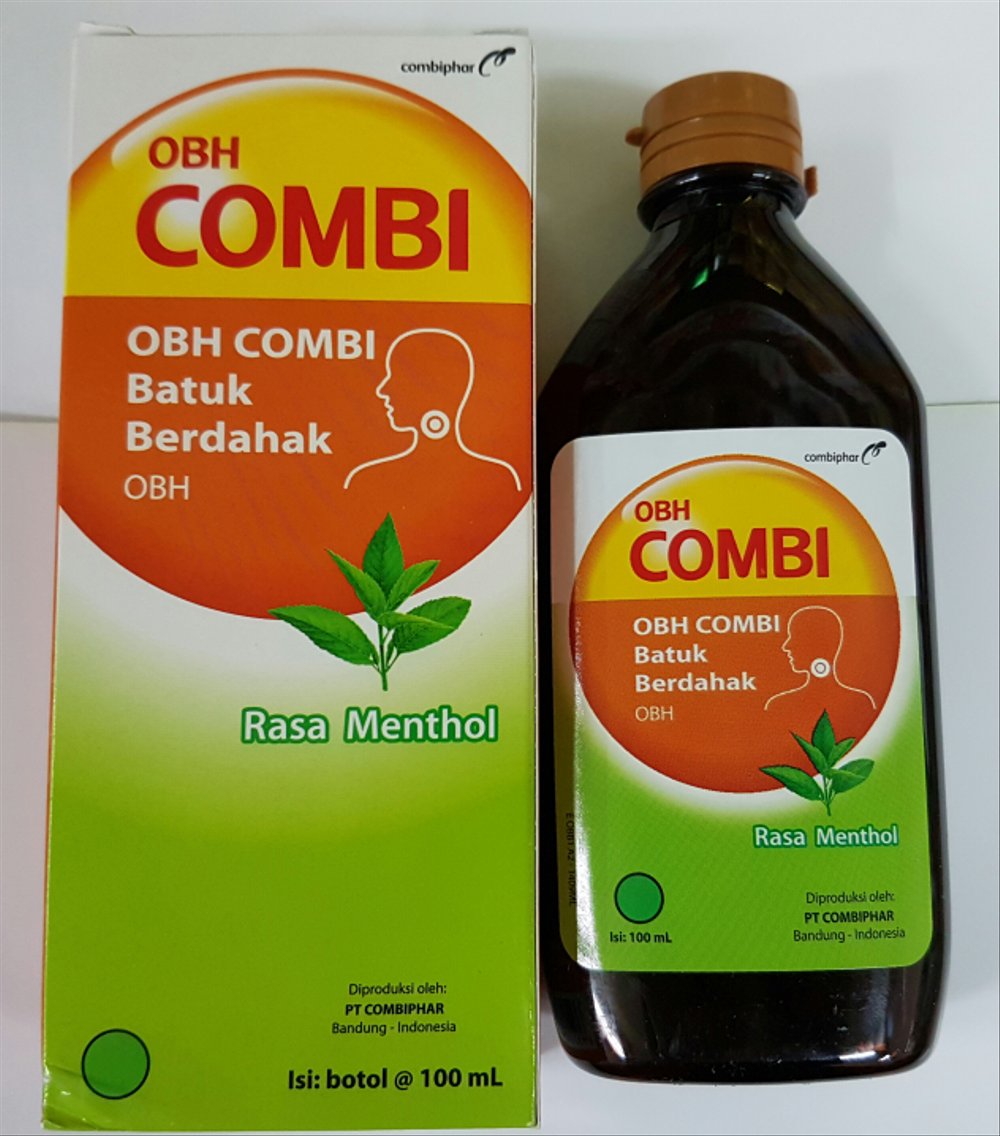 combiphar
OBH
COMBI
OBH COMBI
Batuk
Berdahak
OBH
Rasa Menthol
Diproduksi oleh:
PT COMBIPHAR
Bandung - Indonesia
Isi: botol @ 100 mL
combiphar
OBH
COMBI
OBH COMBI
Batuk
Berdahak
OBH
Rasa Menthol
Isi: 100 mL
Diproduksi oleh:
PT COMBIPHAR
Bandung - Indonesia